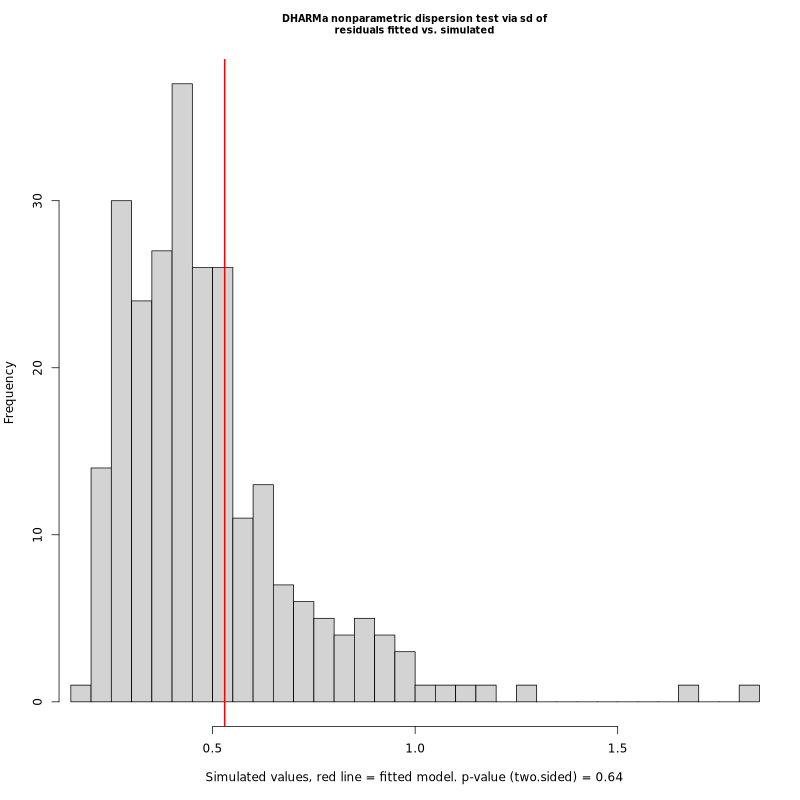 DHARMa nonparametric dispersion test via sd of
residuals fitted vs. simulated
Frequency
30
20
10
0
0.5 1.0 1.5
Simulated values, red line = fitted model. p-value (two.sided) = 0.64